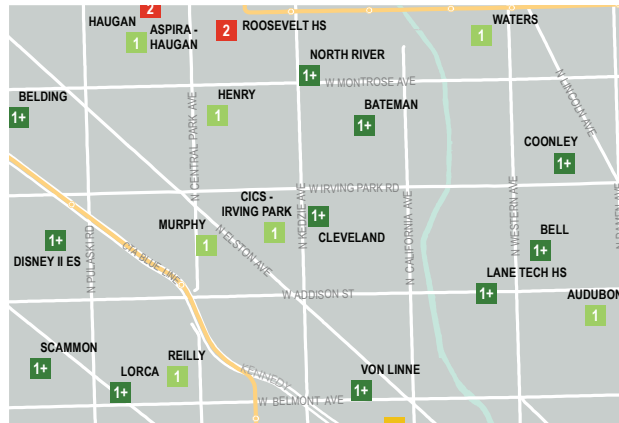 2
HAUGAN
ASPIRA -
HAUGAN
1
2
ROOSEVELT HS
WATERS
1
NORTH RIVER
1+
W MONTROSE AVE
N LINCOLN AVE
BELDING
1+
HENRY
1
BATEMAN
1+
N CENTRAL PARK AVE
COONLEY
1+
W IRVING PARK RD
CICS -
IRVING PARK
1
N KEDZIE AVE
1+
CLEVELAND
MURPHY
1
N ELSTON AVE
N CALIFORNIA AVE
N WESTERN AVE
BELL
1+
1+
DISNEY II ES
N PULASKI RD
CTA BLUE LINE
LANE TECH HS
1+
W ADDISON ST
AUDUBON
1
SCAMMON
1+
LORCA
1+
REILLY
1
KENNEDY
VON LINNE
1+
W BELMONT AVE